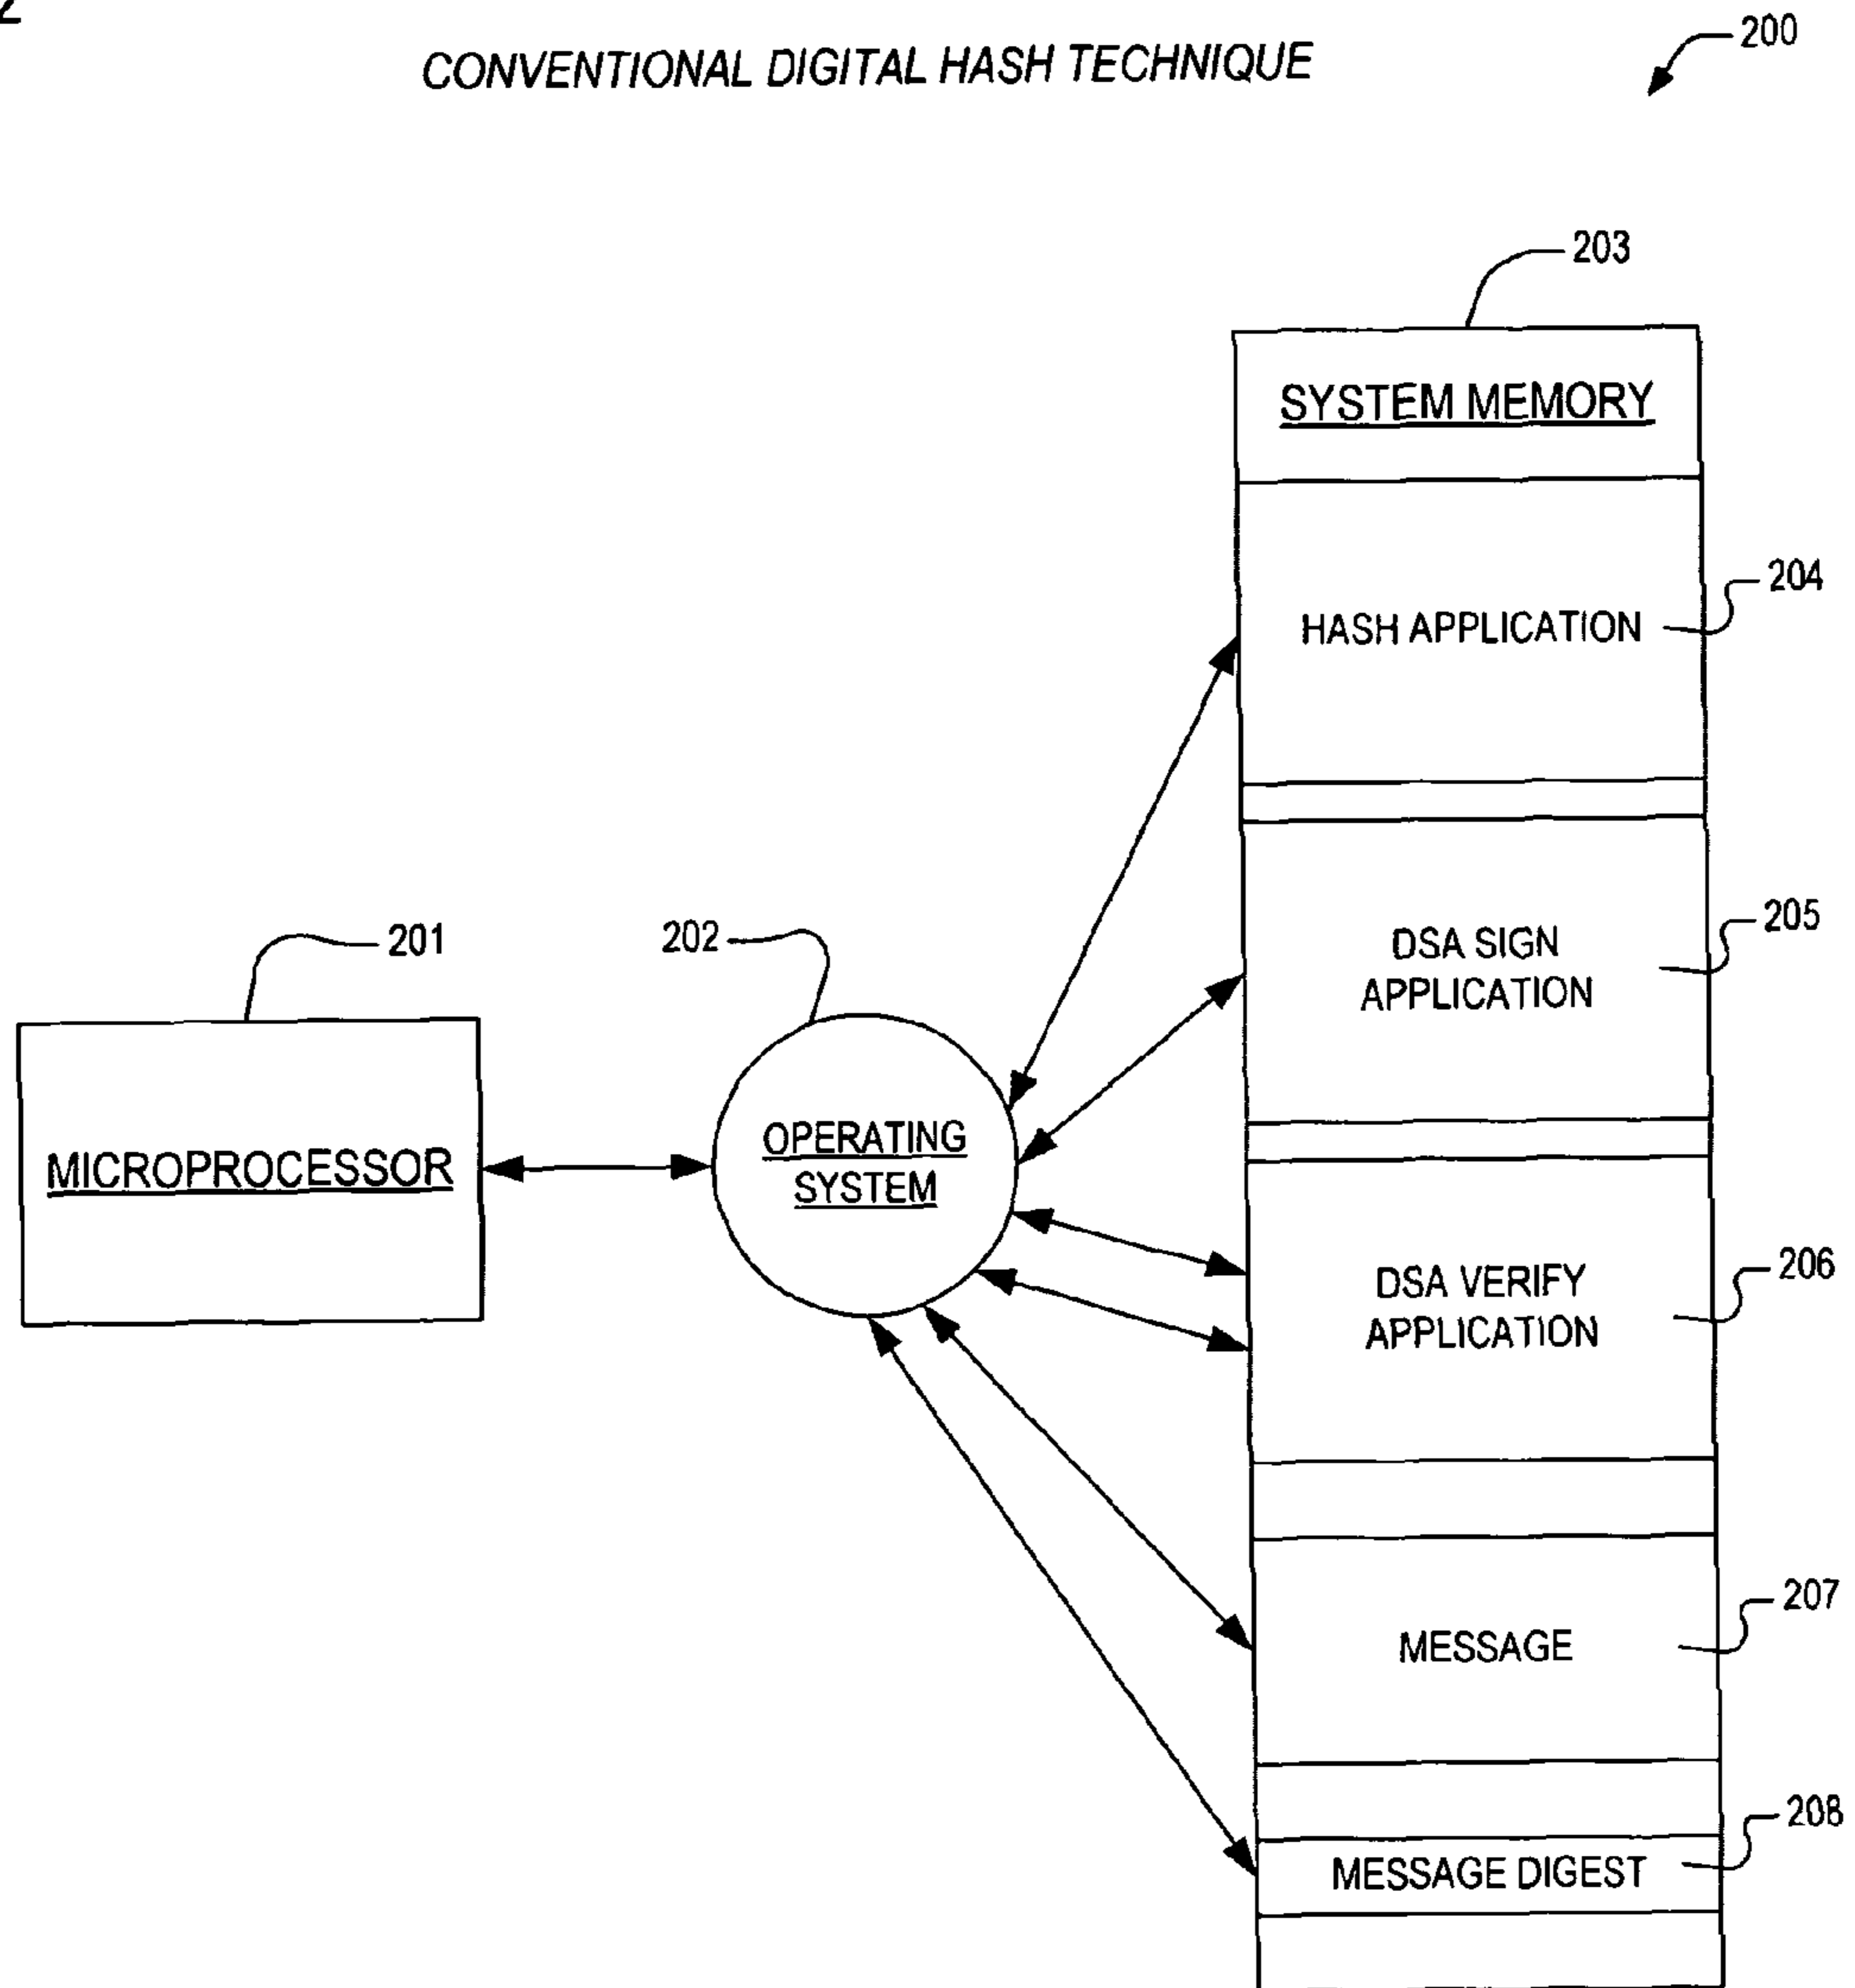 2
CONVENTIONAL DIGITAL HASH TECHNIQUE
200
203
SYSTEM MEMORY
204
HASH APPLICATION
205
DSA SIGN
APPLICATION
201
202
MICROPROCESSOR
OPERATING
SYSTEM
206
DSA VERIFY
APPLICATION
207
MESSAGE
208
MESSAGE DIGEST